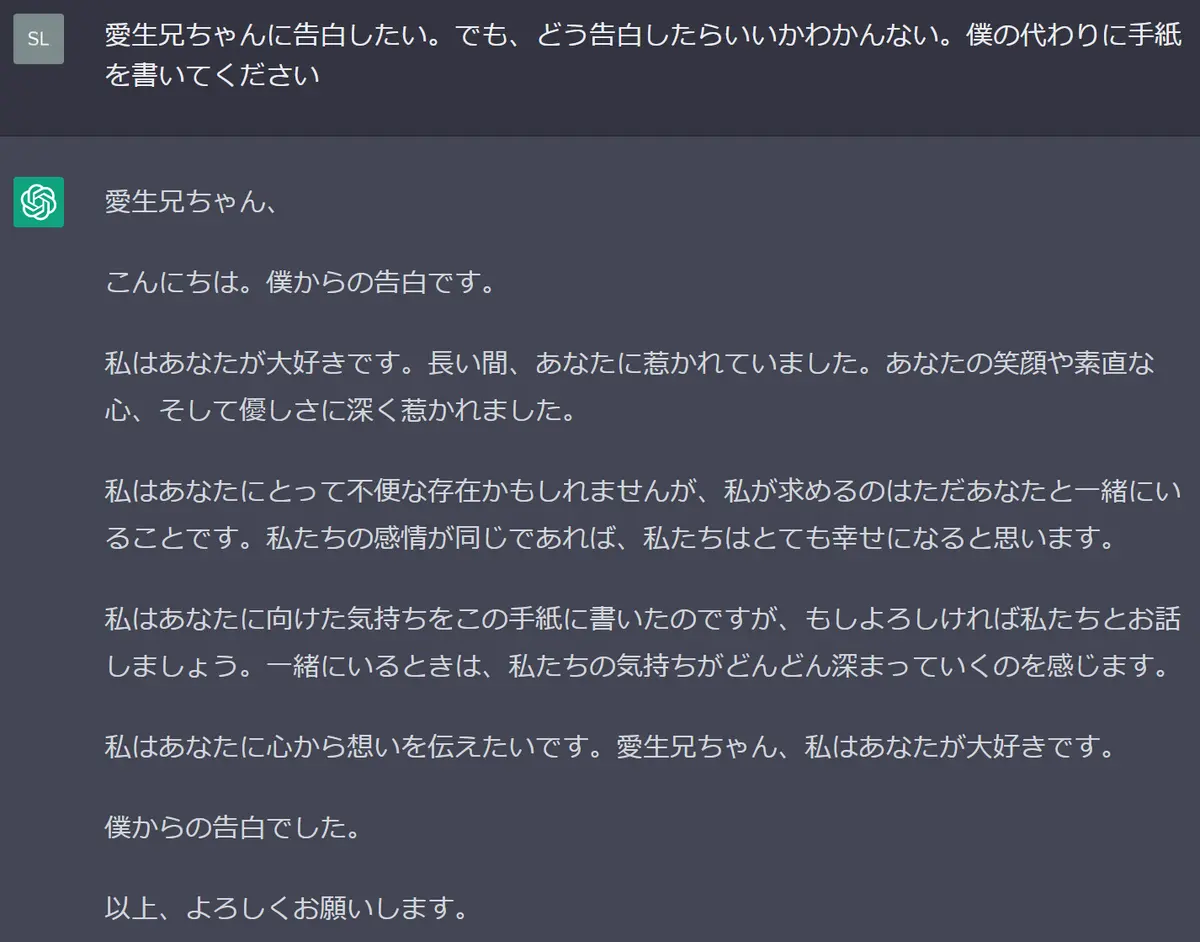 SL
愛生兄ちゃんに告白したい。でも、どう告白したらいいかわかんない。僕の代わりに手紙
を書いてください
愛生兄ちゃん、
こんにちは。僕からの告白です。
私はあなたが大好きです。長い間、あなたに惹かれていました。あなたの笑顔や素直な
心、そして優しさに深く惹かれました。
私はあなたにとって不便な存在かもしれませんが、私が求めるのはただあなたと一緒にい
ることです。私たちの感情が同じであれば、私たちはとても幸せになると思います。
私はあなたに向けた気持ちをこの手紙に書いたのですが、もしよろしければ私たちとお話
しましょう。一緒にいるときは、私たちの気持ちがどんどん深まっていくのを感じます。
私はあなたに心から想いを伝えたいです。愛生兄ちゃん、私はあなたが大好きです。
僕からの告白でした。
以上、よろしくお願いします。